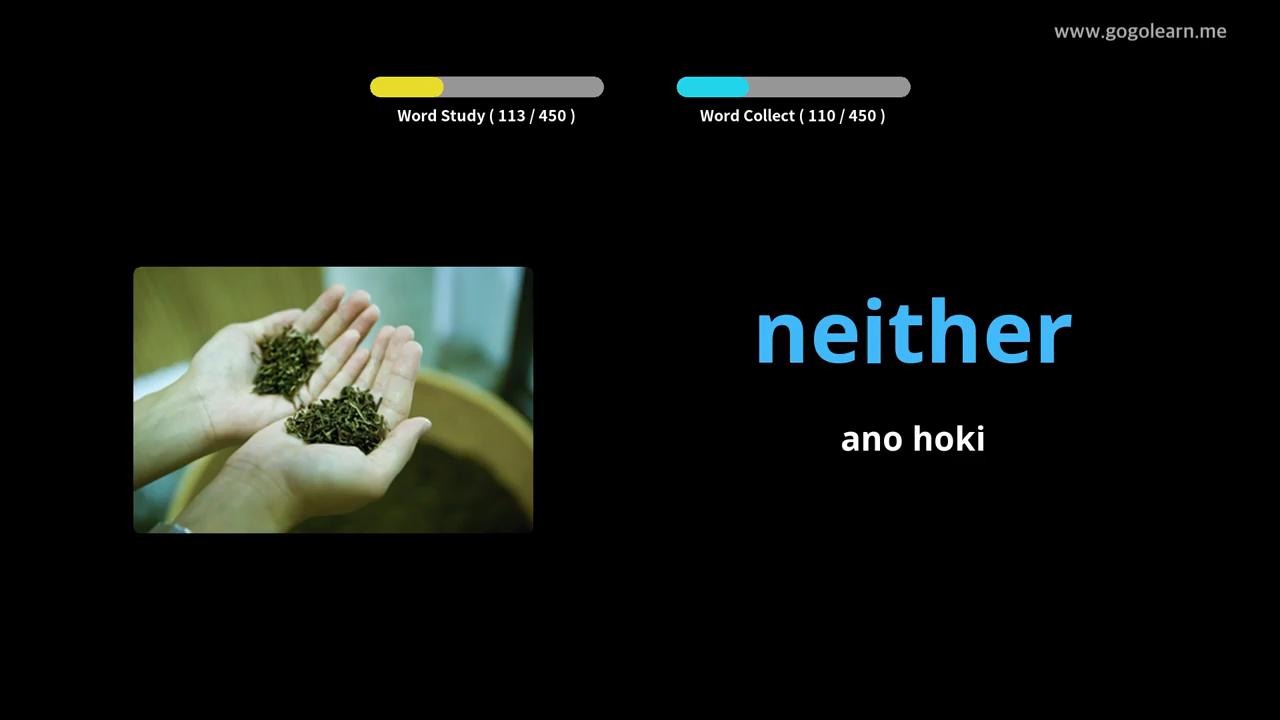 www.gogolearn.me
Word Study ( 113 / 450 )
Word Collect ( 110 / 450 )
neither
ano hoki